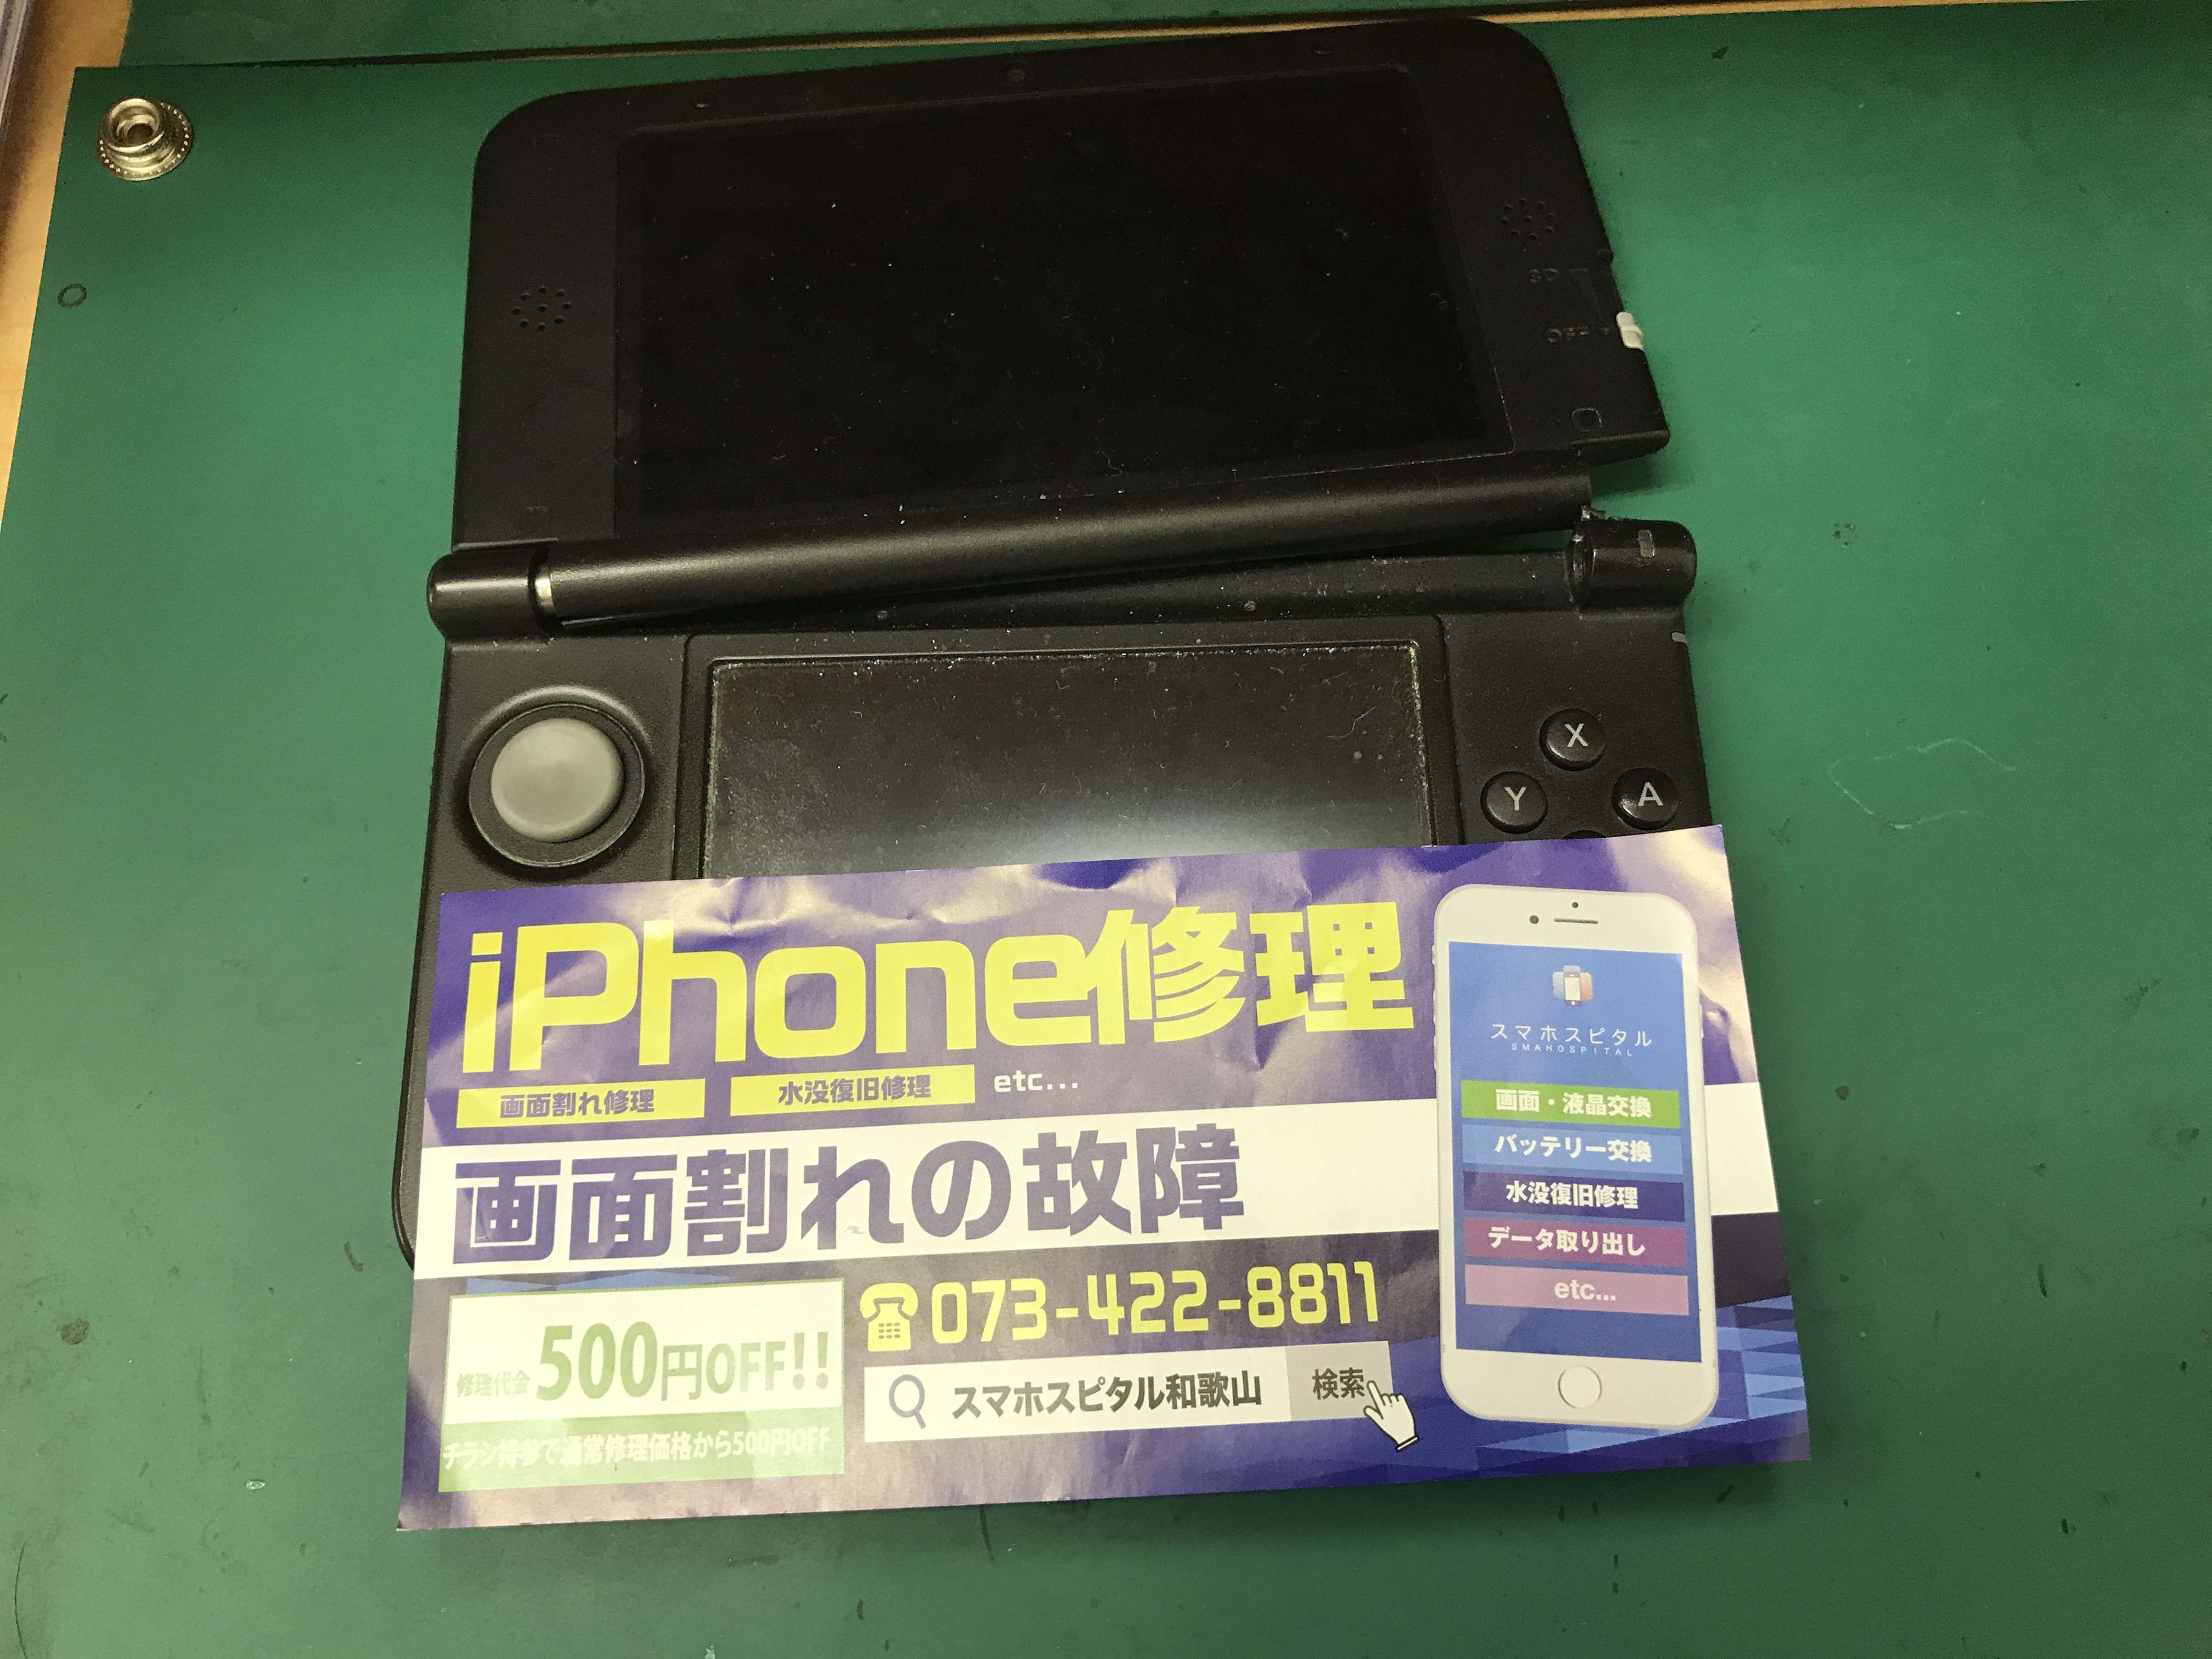 3D
OFF
X
Y
A
iPhone修理
画面割れ修理
水没復旧修理
etc...
画面割れの故障
修理代金500円OFF!!
チラシ持参で通常修理価格から500円OFF
073-422-8811
スマホスピタル和歌山
検索
スマホスピタル
SMAHOSPITAL
画面・液晶交換
バッテリー交換
水没復旧修理
データ取り出し
etc...